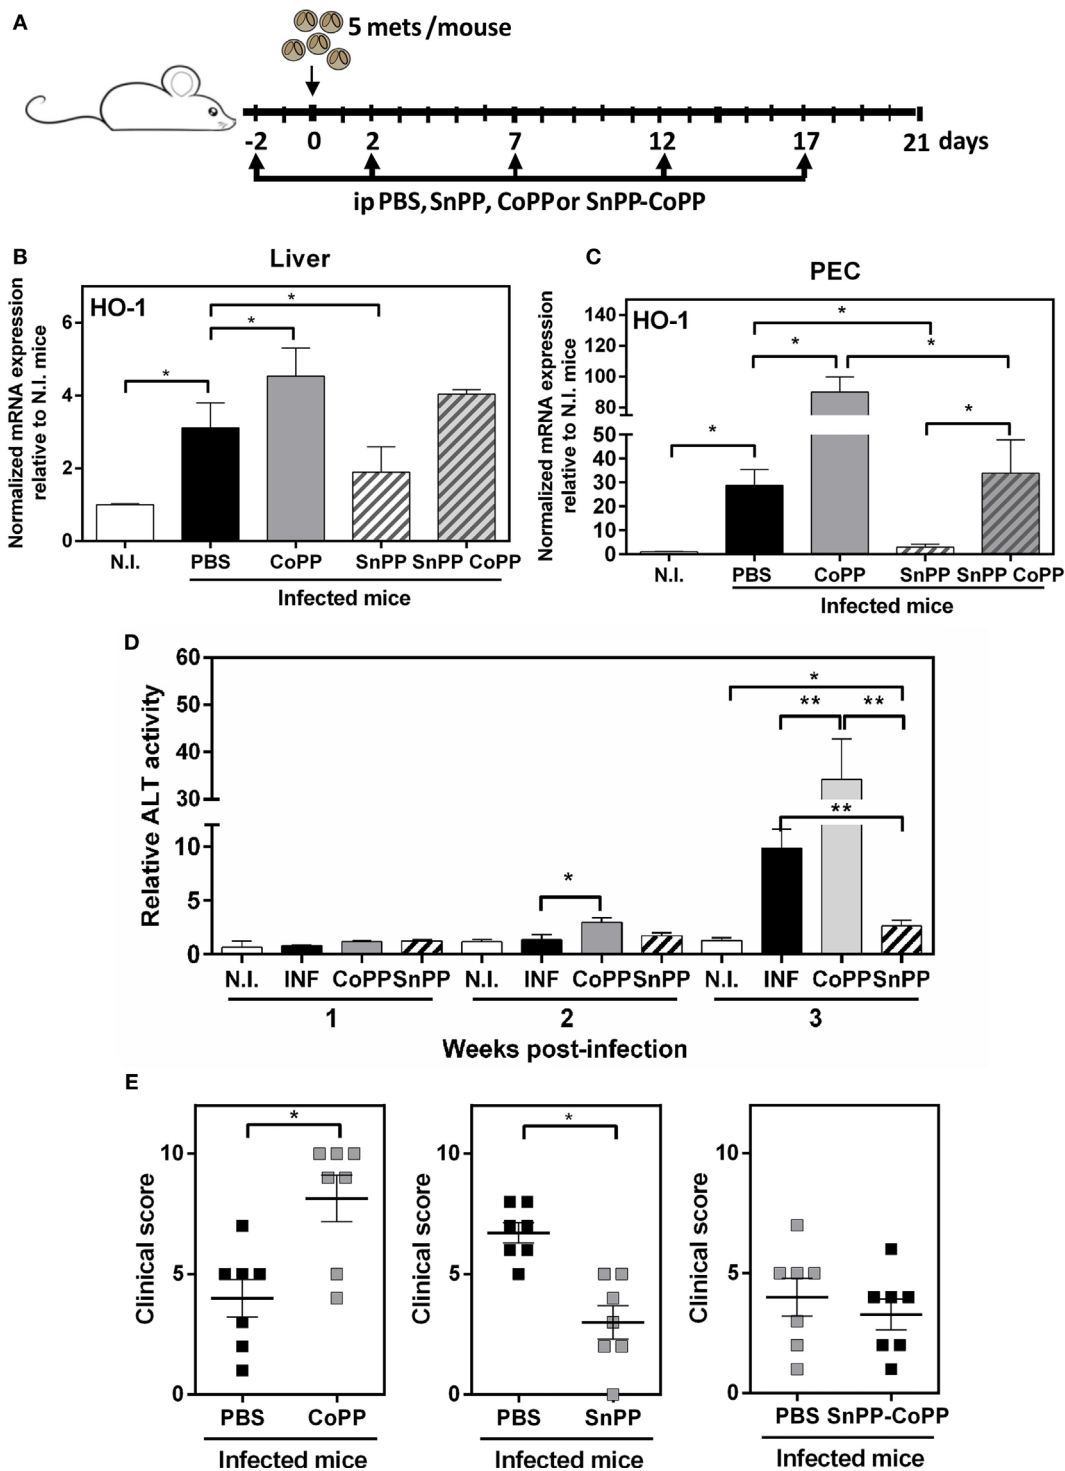 A
5 mets /mouse
-2 0 2 7 12 17 21 days
ip PBS, SnPP, CoPP or SnPP-CoPP
B
Liver
Normalized mRNA expression
relative to N.I. mice
HO-1
6
4
2
0
*
*
*
N.I. PBS CoPP SnPP SnPP CoPP
Infected mice
C
PEC
Normalized mRNA expression
relative to N.I. mice
HO-1
140
120
100
80
50
40
30
20
10
0
*
*
*
*
*
N.I. PBS CoPP SnPP SnPP CoPP
Infected mice
D
Relative ALT activity
60
50
40
30
10
5
0
*
*
** **
**
N.I. INF CoPP SnPP N.I. INF CoPP SnPP N.I. INF CoPP SnPP
1 2 3
Weeks post-infection
E
Clinical score
10
5
0
*
PBS CoPP
Infected mice
Clinical score
10
5
0
*
PBS SnPP
Infected mice
Clinical score
10
5
0
PBS SnPP-CoPP
Infected mice